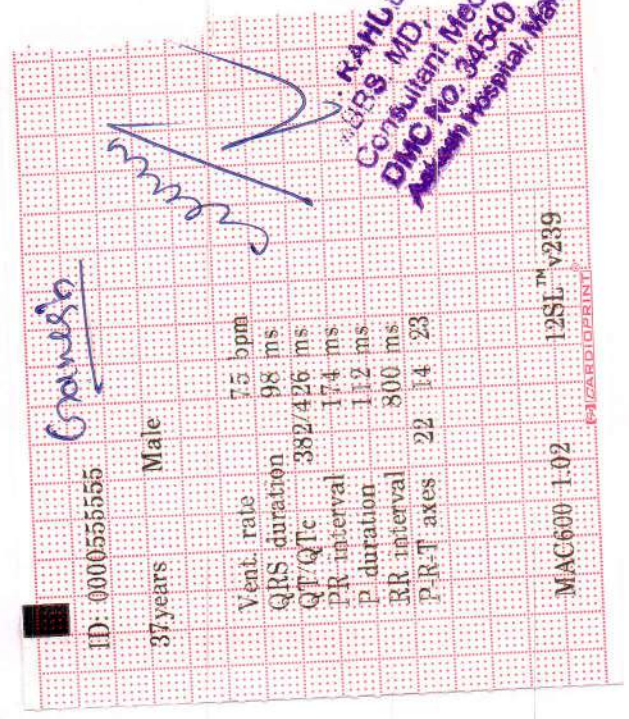 Ganesh
ID: 0000555555
37years Male
Vent. rate 75 bpm
QRS duration 98 ms
QT/QTc 382/426 ms
PR interval 174 ms
P duration 112 ms
RR interval 800 ms
P-R-T axes 22 14 23
MAC600 1.02 12SL™ v239
CARDIOPRINT
MD,
Consultant
DMC NO. 34540
Hospital,